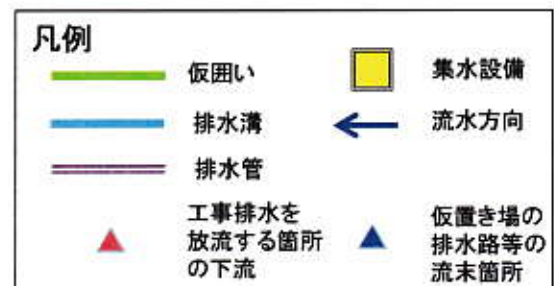 凡例
仮囲い
集水設備
排水溝
流水方向
排水管
工事排水を
放流する箇所
の下流
仮置き場の
排水路等の
流末箇所